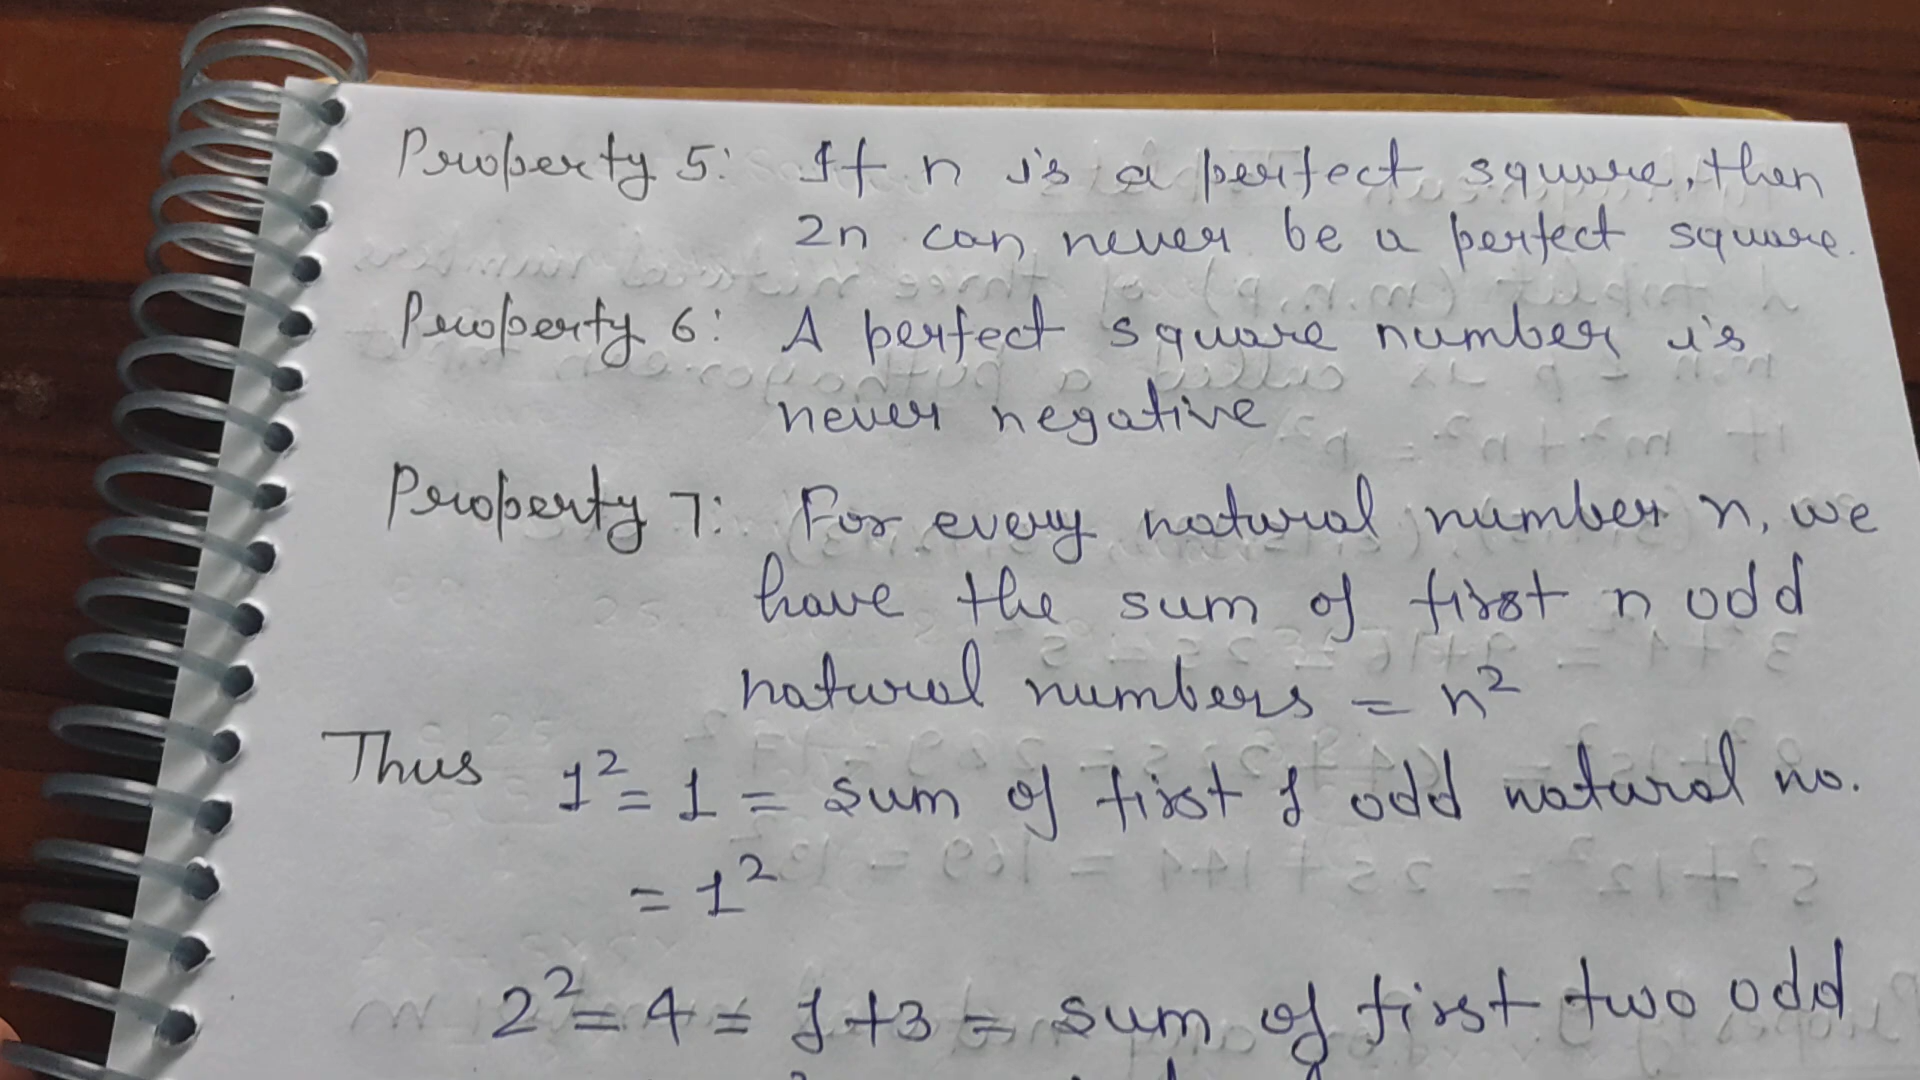 Property 5: If n is a perfect square, then
2n can never be a perfect square.
Property 6: A perfect square number is
never negative
Property 7: For every natural number n, we
have the sum of first n odd
natural numbers = n²
Thus 1² = 1 = sum of first 1 odd natural no.
= 1²
2² = 4 = 1 + 3 = sum of first two odd